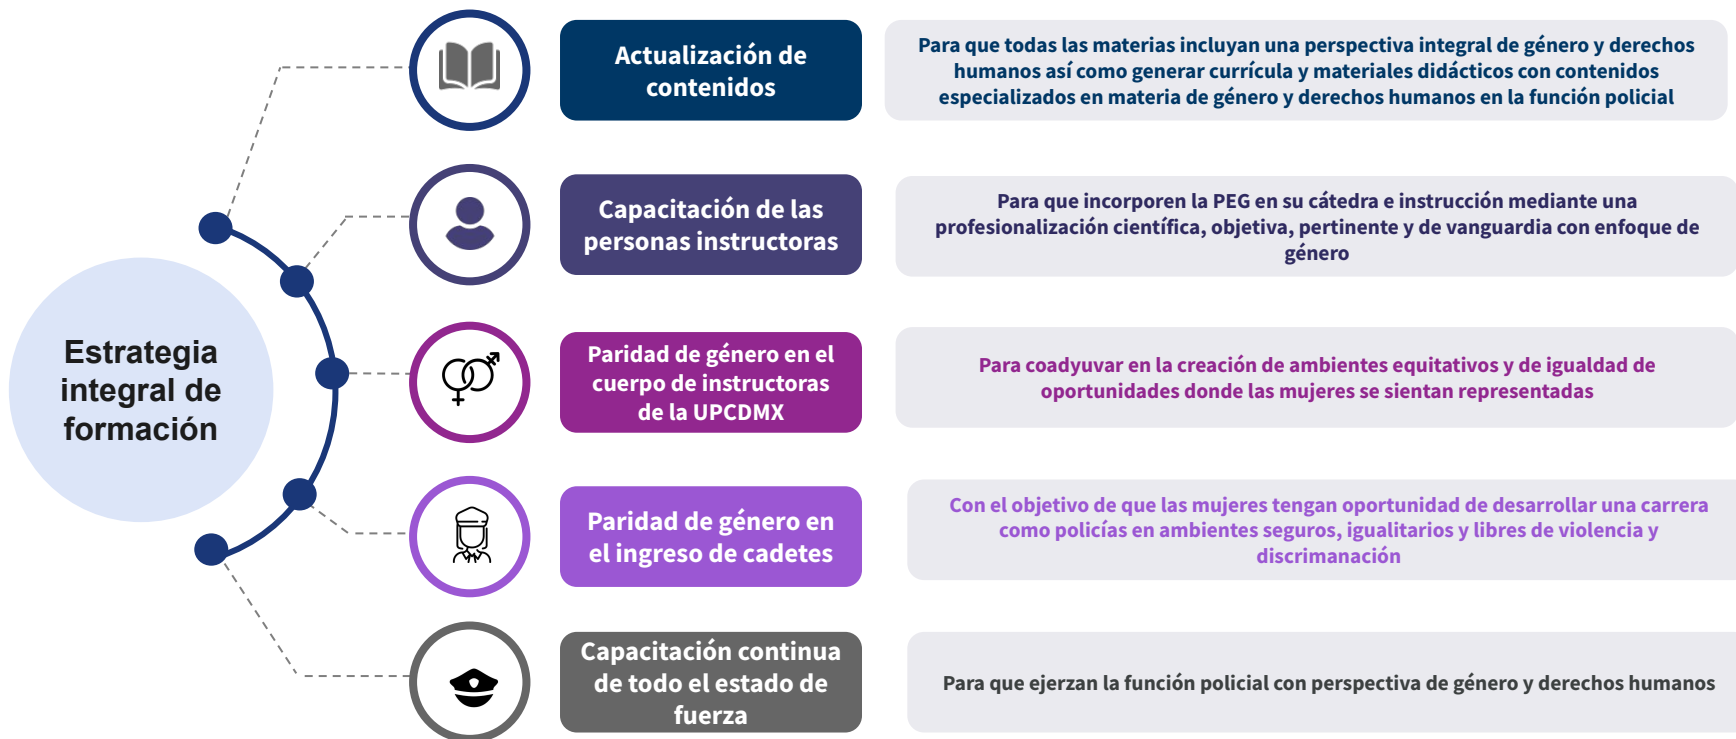 Estrategia
integral de
formación
Actualización de
contenidos
Para que todas las materias incluyan una perspectiva integral de género y derechos
humanos así como generar currícula y materiales didácticos con contenidos
especializados en materia de género y derechos humanos en la función policial
Capacitación de las
personas instructoras
Para que incorporen la PEG en su cátedra e instrucción mediante una
profesionalización científica, objetiva, pertinente y de vanguardia con enfoque de
género
Paridad de género en el
cuerpo de instructoras
de la UPCDMX
Para coadyuvar en la creación de ambientes equitativos y de igualdad de
oportunidades donde las mujeres se sientan representadas
Paridad de género en
el ingreso de cadetes
Con el objetivo de que las mujeres tengan oportunidad de desarrollar una carrera
como policías en ambientes seguros, igualitarios y libres de violencia y
discrimanación
Capacitación continua
de todo el estado de
fuerza
Para que ejerzan la función policial con perspectiva de género y derechos humanos